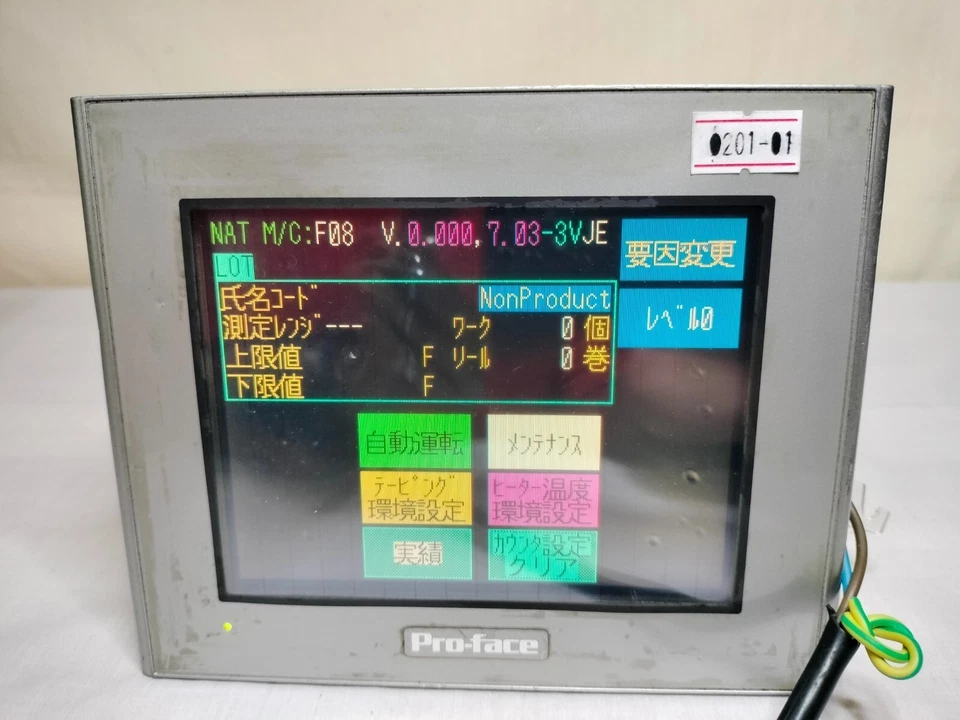 0201-01
NAT M/C:F08 V.0.000,7.03-3VJE
要因変更
LOT
レベル0
氏名コード NonProduct
測定レンジ--- ワーク 0 個
上限値 F リール 0 巻
下限値 F
自動運転 メンテナンス
テーピング
環境設定
ヒーター温度
環境設定
実績
カウンタ設定
クリア
Pro-face